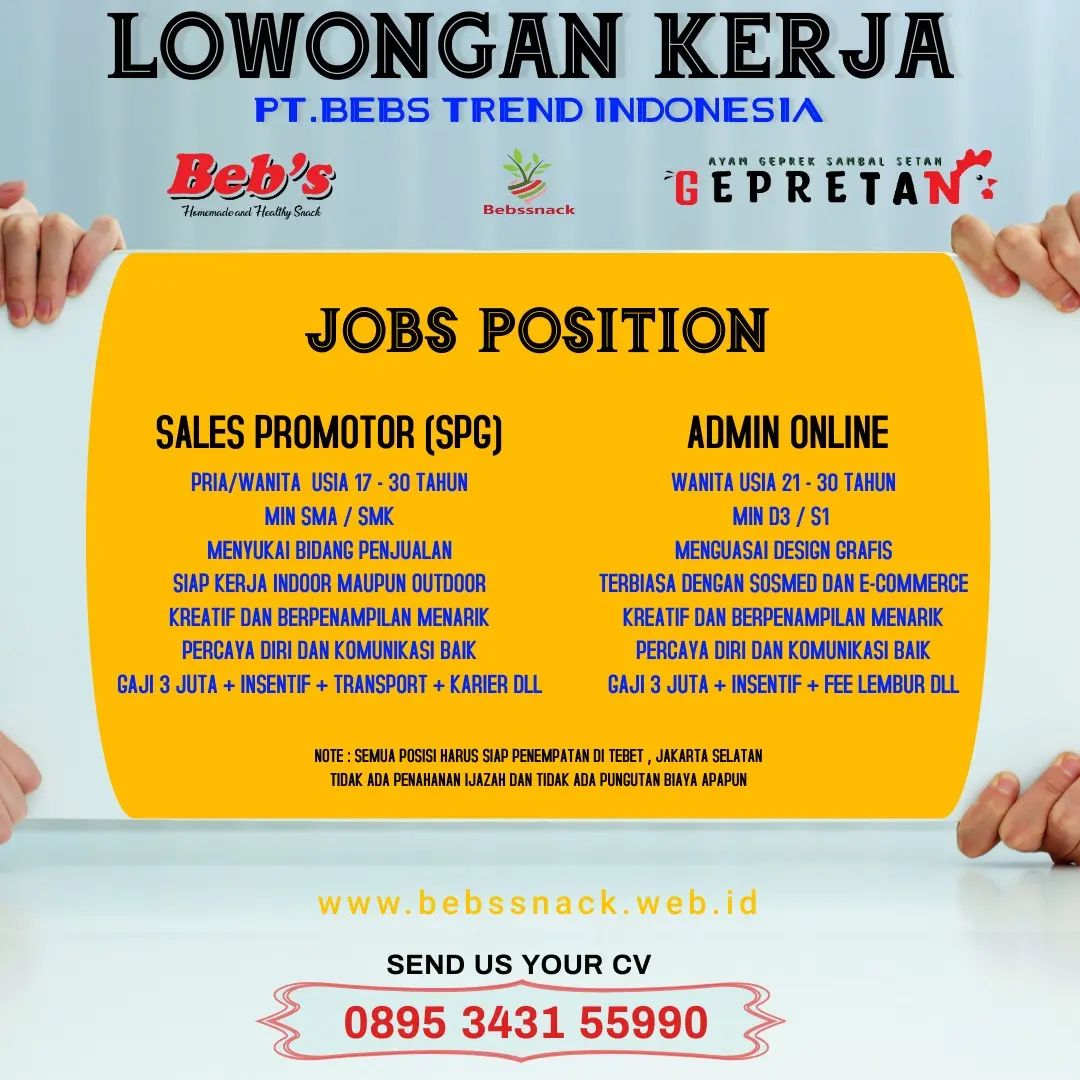 LOWONGAN KERJA
PT.BEBS TREND INDONESIA
Beb's
Homemade and Healthy Snack
Bebssnack
AYAM GEPREK SAMBAL SETAN
GEPRETAN
JOBS POSITION
SALES PROMOTOR (SPG)
PRIA/WANITA USIA 17 - 30 TAHUN
MIN SMA / SMK
MENYUKAI BIDANG PENJUALAN
SIAP KERJA INDOOR MAUPUN OUTDOOR
KREATIF DAN BERPENAMPILAN MENARIK
PERCAYA DIRI DAN KOMUNIKASI BAIK
GAJI 3 JUTA + INSENTIF + TRANSPORT + KARIER DLL
ADMIN ONLINE
WANITA USIA 21 - 30 TAHUN
MIN D3 / S1
MENGUASAI DESIGN GRAFIS
TERBIASA DENGAN SOSMED DAN E-COMMERCE
KREATIF DAN BERPENAMPILAN MENARIK
PERCAYA DIRI DAN KOMUNIKASI BAIK
GAJI 3 JUTA + INSENTIF + FEE LEMBUR DLL
NOTE : SEMUA POSISI HARUS SIAP PENEMPATAN DI TEBET , JAKARTA SELATAN
TIDAK ADA PENAHANAN IJAZAH DAN TIDAK ADA PUNGUTAN BIAYA APAPUN
www.bebssnack.web.id
SEND US YOUR CV
0895 3431 55990